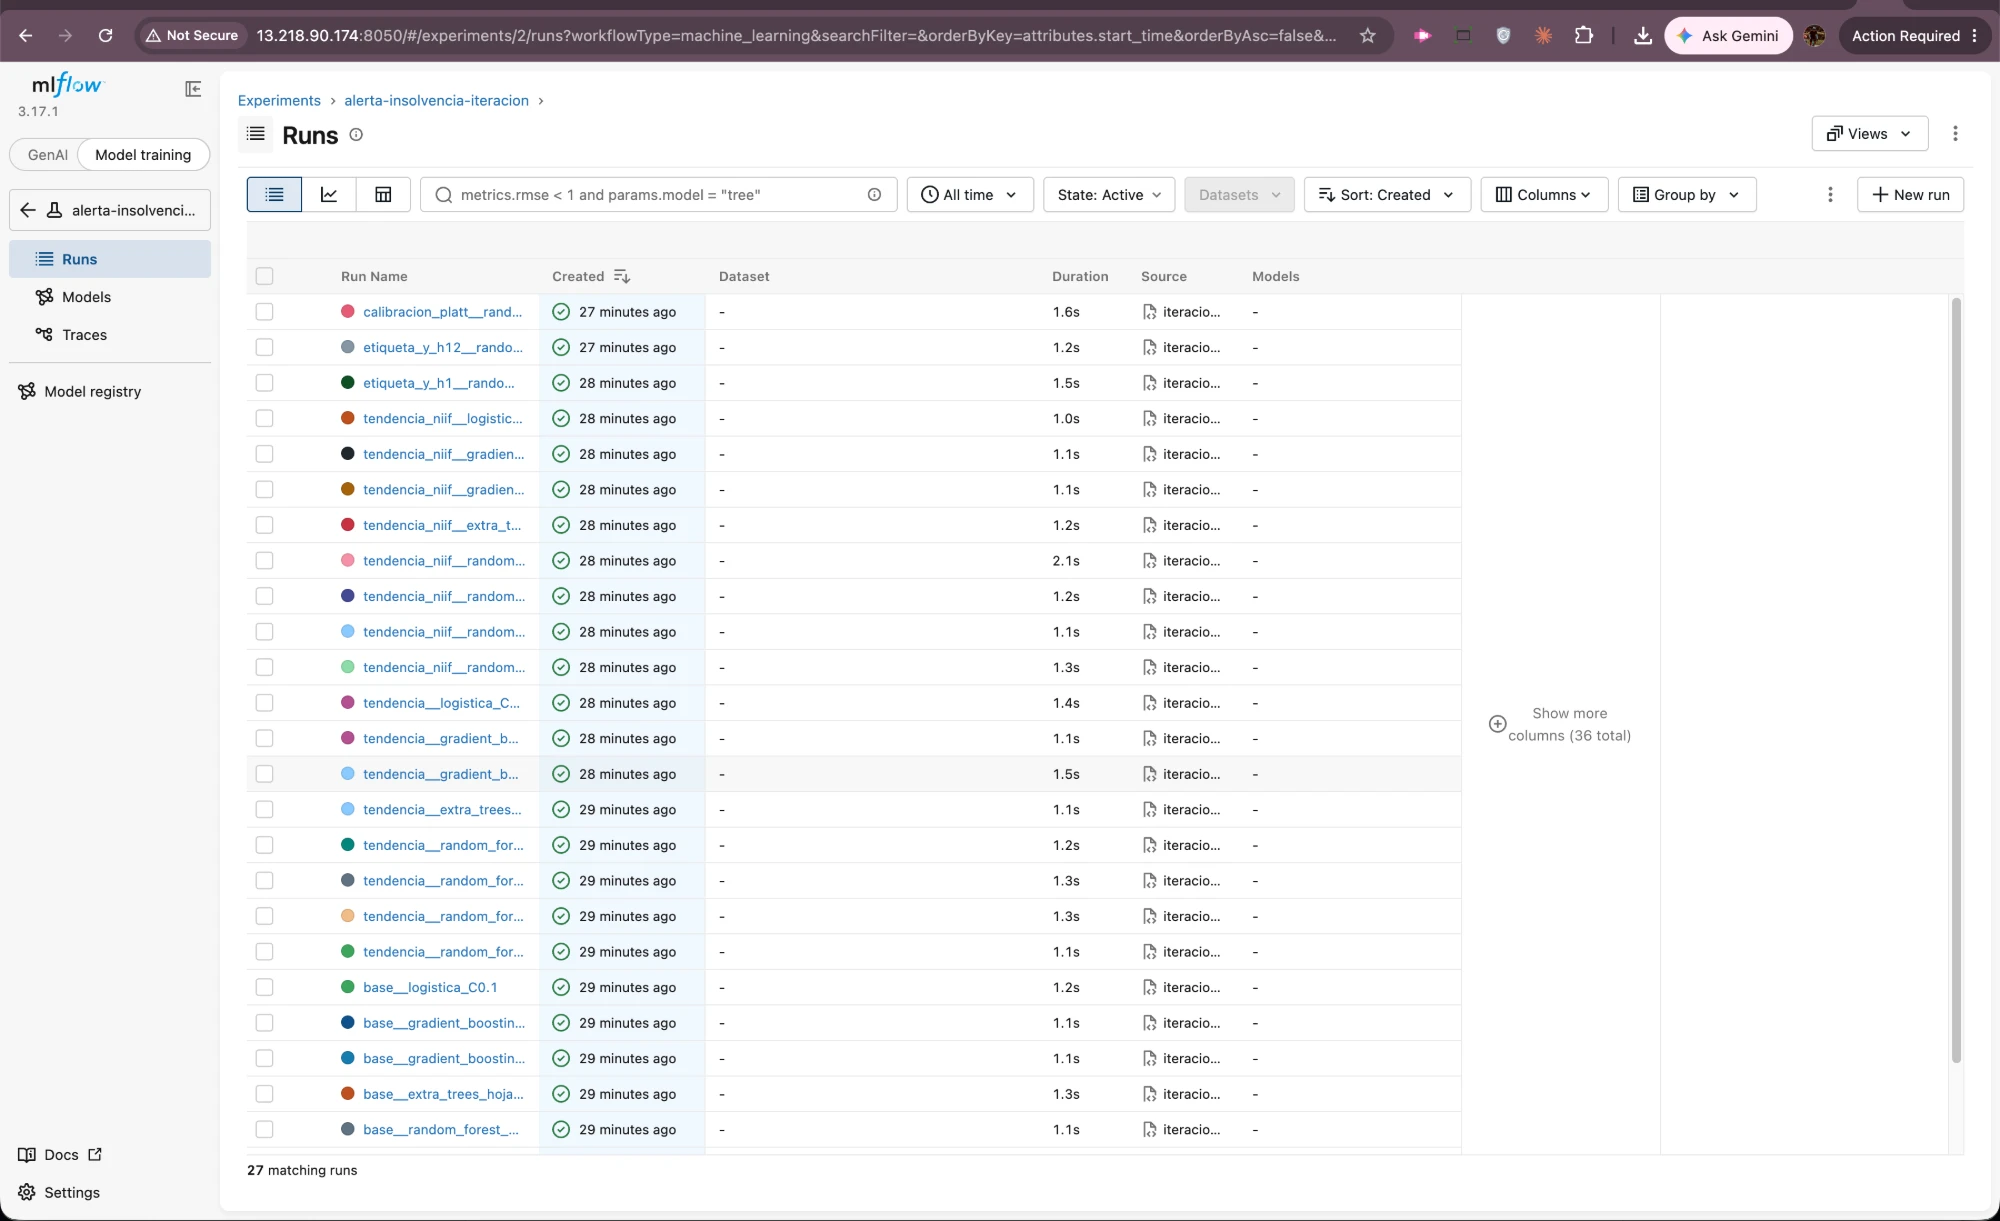 Not Secure
13.218.90.174:8050/#/experiments/2/runs?workflowType=machine_learning&searchFilter=&orderByKey=attributes.start_time&orderByAsc=false&...
Ask Gemini
Action Required
mlflow
3.17.1
GenAI
Model training
alerta-insolvenci...
Runs
Models
Traces
Model registry
Docs
Settings
Experiments > alerta-insolvencia-iteracion >
Runs
Views
metrics.rmse < 1 and params.model = "tree"
All time
State: Active
Datasets
Sort: Created
Columns
Group by
New run
Run Name Created Dataset Duration Source Models
calibracion_platt__rand... 27 minutes ago - 1.6s iteracio... -
etiqueta_y_h12__rando... 27 minutes ago - 1.2s iteracio... -
etiqueta_y_h1__rando... 28 minutes ago - 1.5s iteracio... -
tendencia_niif__logistic... 28 minutes ago - 1.0s iteracio... -
tendencia_niif__gradien... 28 minutes ago - 1.1s iteracio... -
tendencia_niif__gradien... 28 minutes ago - 1.1s iteracio... -
tendencia_niif__extra_t... 28 minutes ago - 1.2s iteracio... -
tendencia_niif__random... 28 minutes ago - 2.1s iteracio... -
tendencia_niif__random... 28 minutes ago - 1.2s iteracio... -
tendencia_niif__random... 28 minutes ago - 1.1s iteracio... -
tendencia_niif__random... 28 minutes ago - 1.3s iteracio... -
tendencia__logistica_C... 28 minutes ago - 1.4s iteracio... -
tendencia__gradient_b... 28 minutes ago - 1.1s iteracio... -
tendencia__gradient_b... 28 minutes ago - 1.5s iteracio... -
tendencia__extra_trees... 29 minutes ago - 1.1s iteracio... -
tendencia__random_for... 29 minutes ago - 1.2s iteracio... -
tendencia__random_for... 29 minutes ago - 1.3s iteracio... -
tendencia__random_for... 29 minutes ago - 1.3s iteracio... -
tendencia__random_for... 29 minutes ago - 1.1s iteracio... -
base__logistica_C0.1 29 minutes ago - 1.2s iteracio... -
base__gradient_boostin... 29 minutes ago - 1.1s iteracio... -
base__gradient_boostin... 29 minutes ago - 1.1s iteracio... -
base__extra_trees_hoja... 29 minutes ago - 1.3s iteracio... -
base__random_forest_... 29 minutes ago - 1.1s iteracio... -
Show more
columns (36 total)
27 matching runs